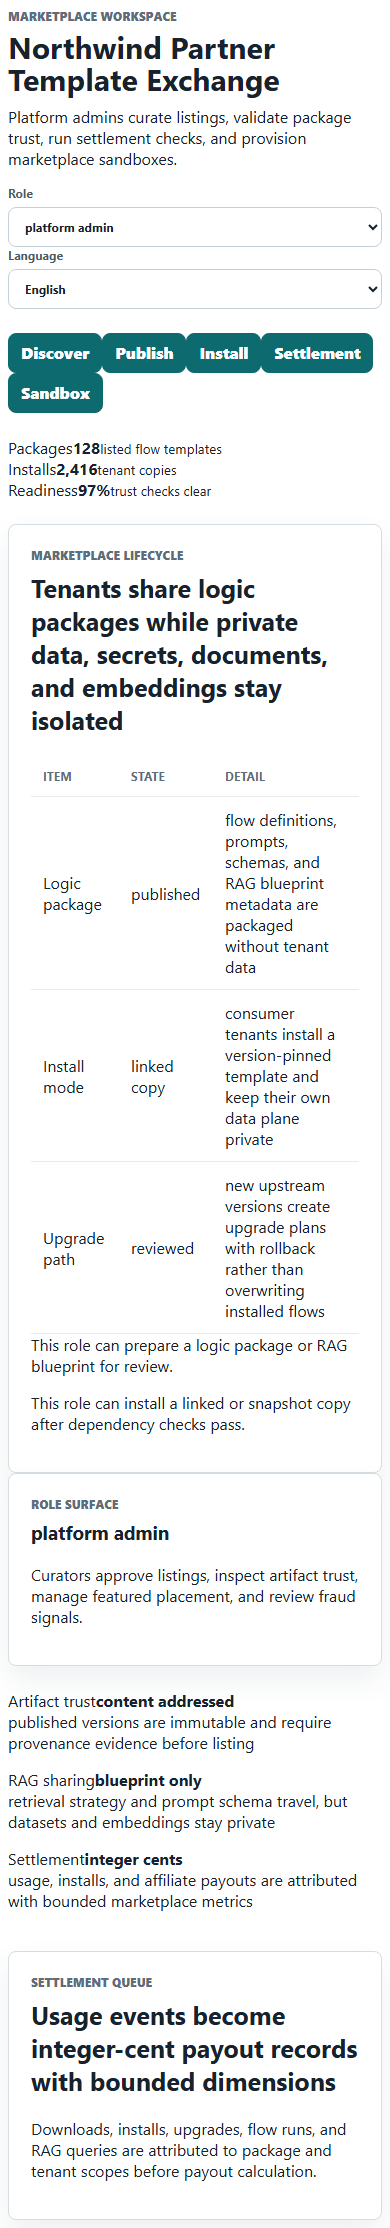 MARKETPLACE WORKSPACE
Northwind Partner
Template Exchange
Platform admins curate listings, validate package
trust, run settlement checks, and provision
marketplace sandboxes.
Role
platform admin
Language
English
Discover Publish Install Settlement
Sandbox
Packages128listed flow templates
Installs2,416tenant copies
Readiness97%trust checks clear
MARKETPLACE LIFECYCLE
Tenants share logic
packages while private
data, secrets, documents,
and embeddings stay
isolated
ITEM STATE DETAIL
Logic
package
published
flow definitions,
prompts,
schemas, and
RAG blueprint
metadata are
packaged
without tenant
data
Install
mode
linked
copy
consumer
tenants install a
version-pinned
template and
keep their own
data plane
private
Upgrade
path
reviewed
new upstream
versions create
upgrade plans
with rollback
rather than
overwriting
installed flows
This role can prepare a logic package or RAG
blueprint for review.
This role can install a linked or snapshot copy
after dependency checks pass.
ROLE SURFACE
platform admin
Curators approve listings, inspect artifact trust,
manage featured placement, and review fraud
signals.
Artifact trustcontent addressed
published versions are immutable and require
provenance evidence before listing
RAG sharingblueprint only
retrieval strategy and prompt schema travel, but
datasets and embeddings stay private
Settlementinteger cents
usage, installs, and affiliate payouts are attributed
with bounded marketplace metrics
SETTLEMENT QUEUE
Usage events become
integer-cent payout records
with bounded dimensions
Downloads, installs, upgrades, flow runs, and
RAG queries are attributed to package and
tenant scopes before payout calculation.